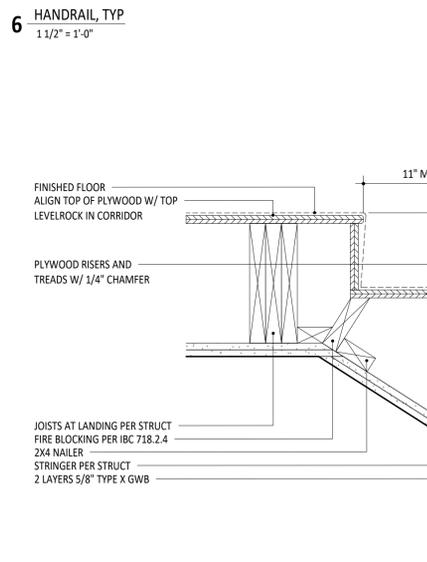 6
HANDRAIL, TYP
1 1/2" = 1'-0"
11" M
FINISHED FLOOR
ALIGN TOP OF PLYWOOD W/ TOP
LEVELROCK IN CORRIDOR
PLYWOOD RISERS AND
TREADS W/ 1/4" CHAMFER
JOISTS AT LANDING PER STRUCT
FIRE BLOCKING PER IBC 718.2.4
2X4 NAILER
STRINGER PER STRUCT
2 LAYERS 5/8" TYPE X GWB